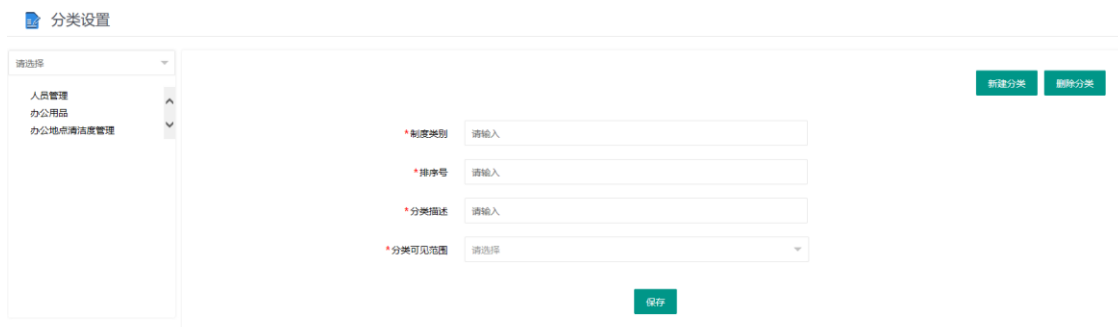 分类设置
请选择
人员管理
办公用品
办公地点清洁度管理
新建分类 删除分类
*制度类别 请输入
*排序号 请输入
*分类描述 请输入
*分类可见范围 请选择
保存